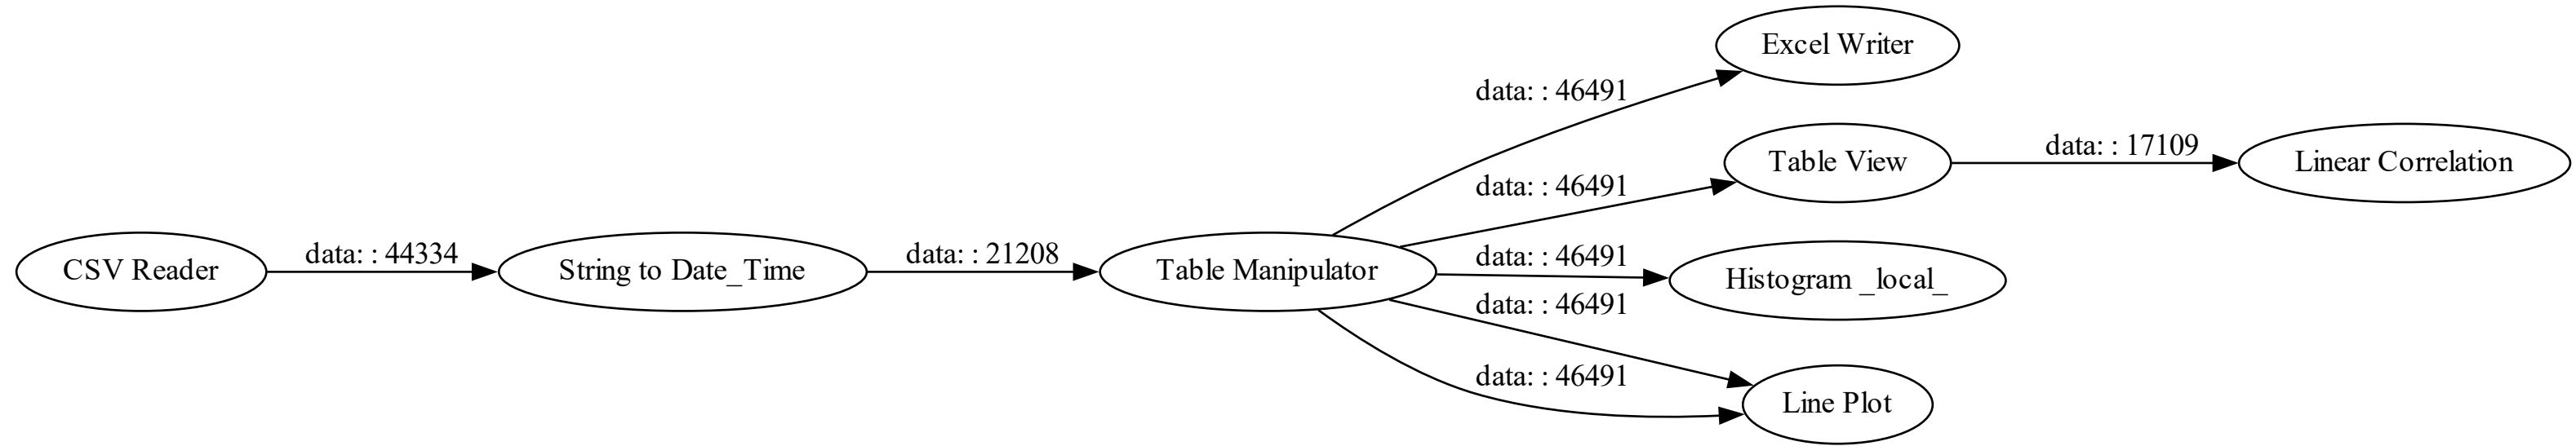 Excel Writer
data: : 46491
Table View
data: : 17109
Linear Correlation
data: : 46491
CSV Reader
data: : 44334
String to Date_Time
data: : 21208
Table Manipulator
data: : 46491
Histogram _local_
data: : 46491
data: : 46491
Line Plot